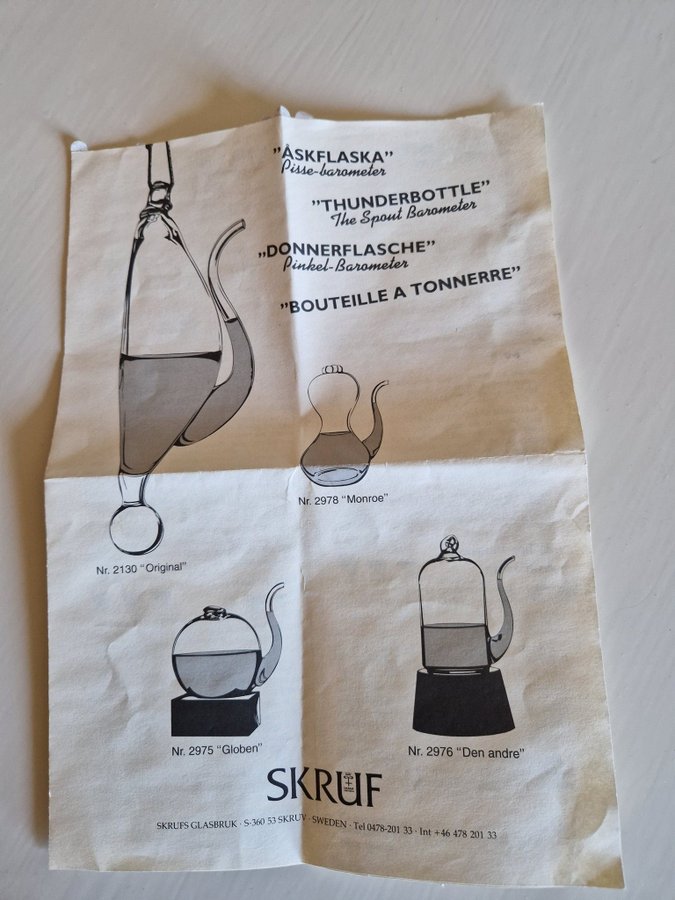 "ÅSKFLASKA"
Pisse-barometer
"THUNDERBOTTLE"
The Spout Barometer
"DONNERFLASCHE"
Pinkel-Barometer
"BOUTEILLE A TONNERRE"
Nr. 2978 "Monroe"
Nr. 2130 "Original"
Nr. 2975 "Globen"
Nr. 2976 "Den andre"
SKRUF
SKRUFS GLASBRUK · S-360 53 SKRUV · SWEDEN · Tel 0478-201 33 · Int +46 478 201 33